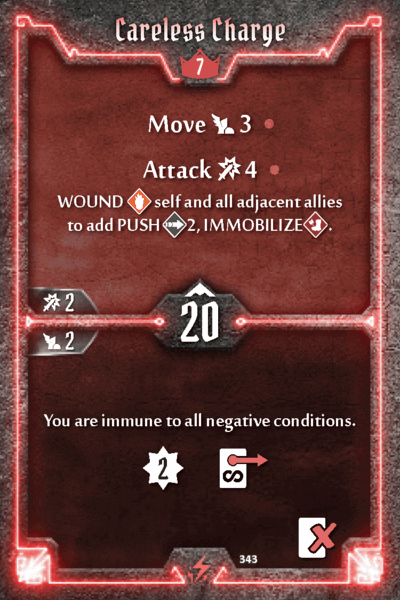 Careless Charge
7
Move 3
Attack 4
WOUND self and all adjacent allies
to add PUSH 2, IMMOBILIZE .
2
20
2
You are immune to all negative conditions.
2
343